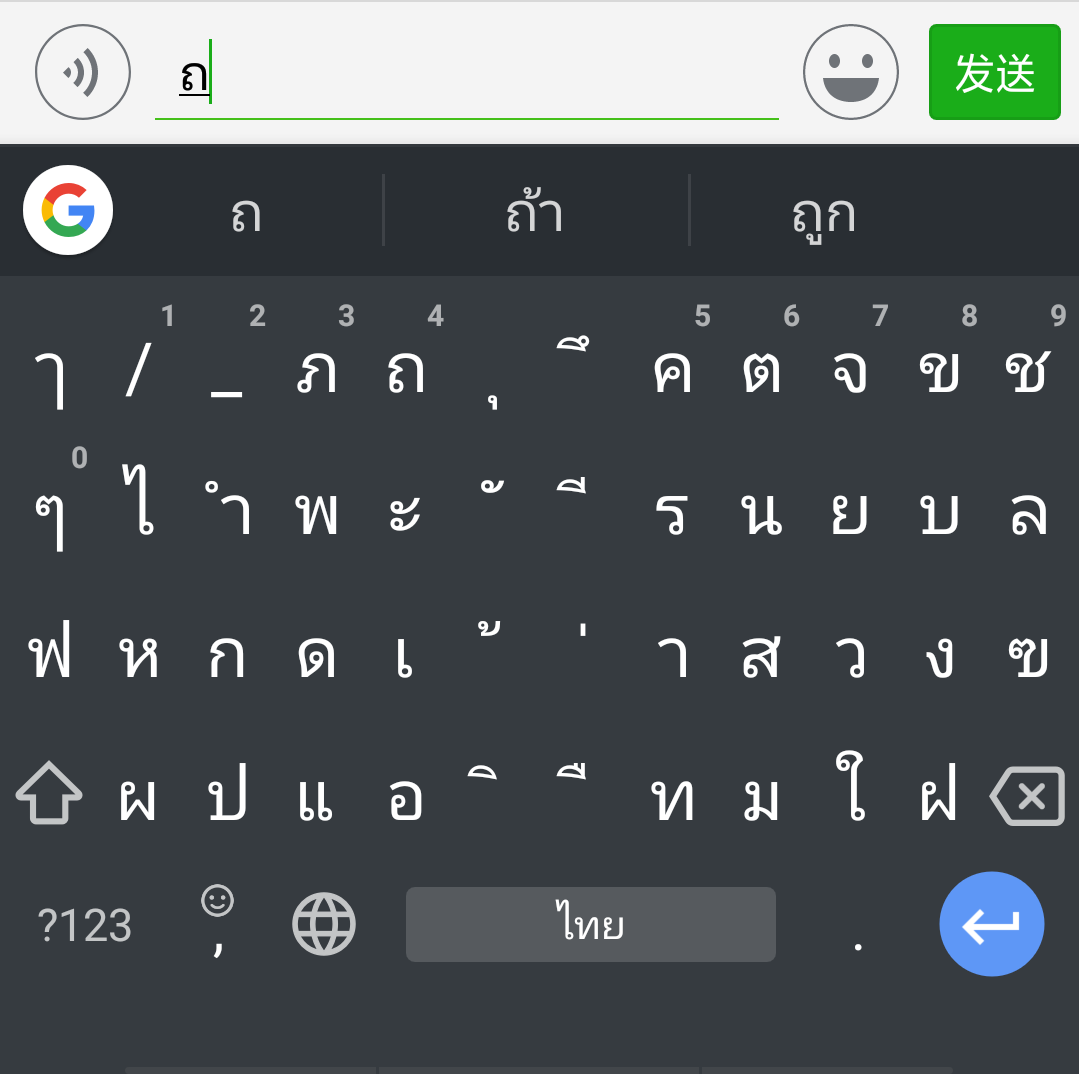 ถ 发送
ถ ถ้า ถูก
1 2 3 4 5 6 7 8 9
ๅ / _ ภ ถ ุ ึ ค ต จ ข ช
0
ๆ ไ ำ พ ะ ั ี ร น ย บ ล
ฟ ห ก ด เ ้ ่ า ส ว ง ฃ
ผ ป แ อ ิ ื ท ม ใ ฝ
?123 , ไทย .